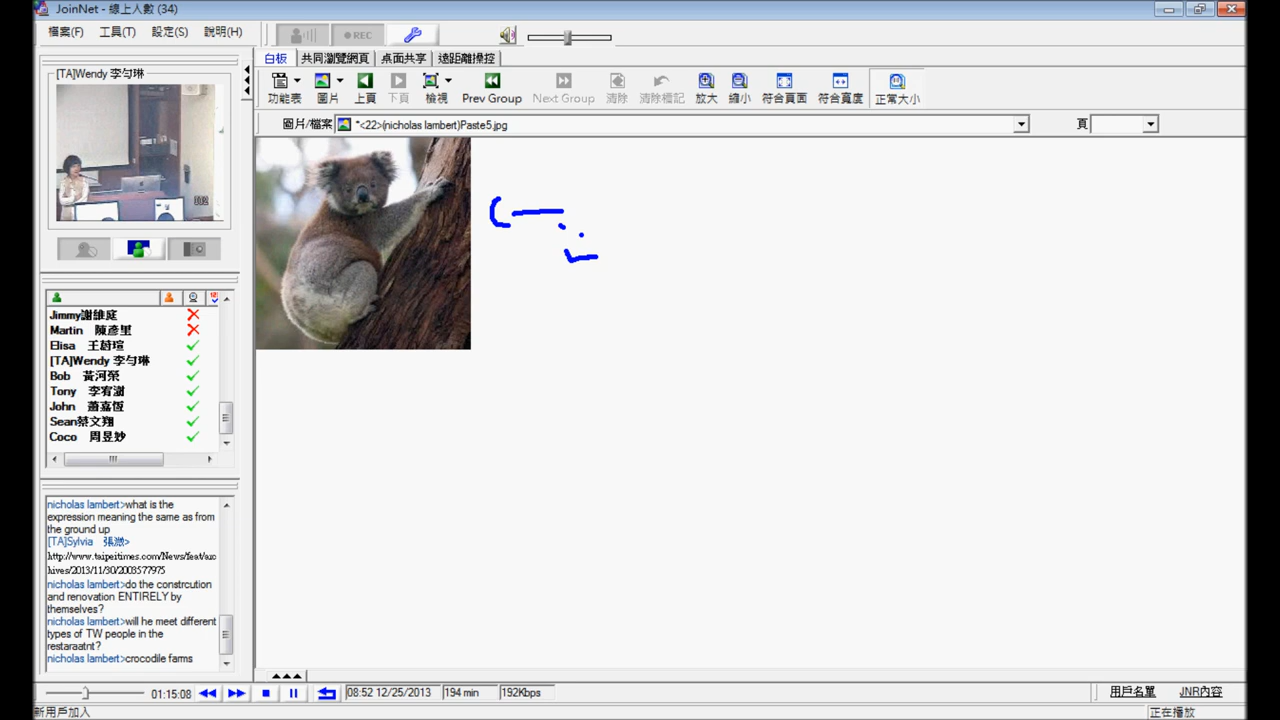 JoinNet - 線上人數 (34)
檔案(F) 工具(T) 設定(S) 說明(H)
REC
[TA]Wendy 李勻琳
白板 共同瀏覽網頁 桌面共享 遠距離操控
功能表 圖片 上頁 下頁 檢視 Prev Group Next Group 清除 清除標記 放大 縮小 符合頁面 符合寬度 正常大小
圖片/檔案 *<22>(nicholas lambert)Paste5.jpg 頁
Jimmy謝維庭
Martin 陳彥里
Elisa 王蒔瑄
[TA]Wendy 李勻琳
Bob 黃河榮
Tony 李宥澍
John 蕭嘉恆
Sean蔡文翔
Coco 周昱妙
nicholas lambert>what is the
expression meaning the same as from
the ground up
[TA]Sylvia 張溦>
http://www.taipeitimes.com/News/feat/arc
hives/2013/11/30/2003577975
nicholas lambert>do the constrcution
and renovation ENTIRELY by
themselves?
nicholas lambert>will he meet different
types of TW people in the
restaraatnt?
nicholas lambert>crocodile farms
01:15:08 08:52 12/25/2013 194 min 192Kbps 用戶名單 JNR內容
新用戶加入 正在播放